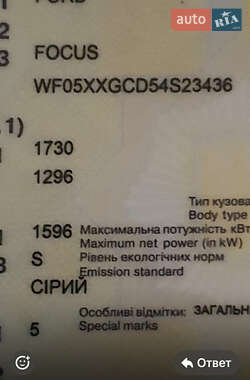 auto RIA.com
FORD
2
3 FOCUS
WF05XXGCD54S23436
.1)
1730
1296
Тип кузова
Body type
1596 Максимальна потужність кВт
Maximum net power (in kW)
S Рівень екологічних норм
Emission standard
СІРИЙ
Особливі відмітки: ЗАГАЛЬН
Special marks
5
Ответ